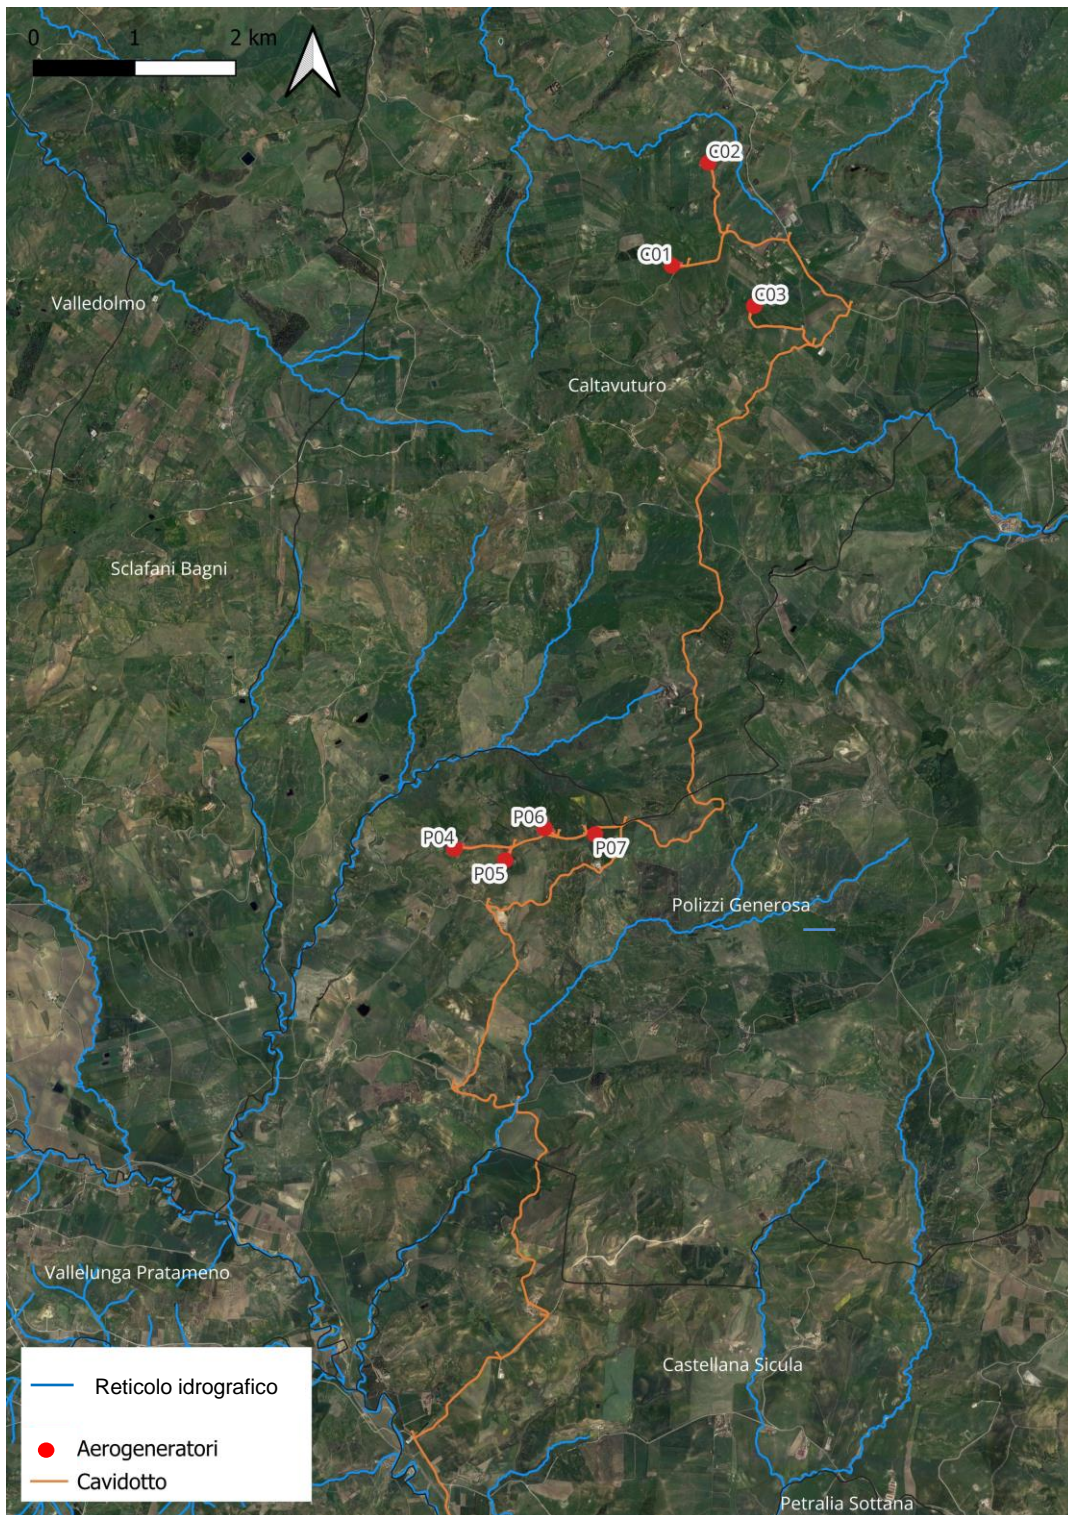 0 1 2 km
C02
C01
C03
Valledolmo
Caltavuturo
Sclafani Bagni
P06
P04
P07
P05
Polizzi Generosa
Vallelunga Pratameno
Castellana Sicula
Reticolo idrografico
Aerogeneratori
Cavidotto
Petralia Sottana